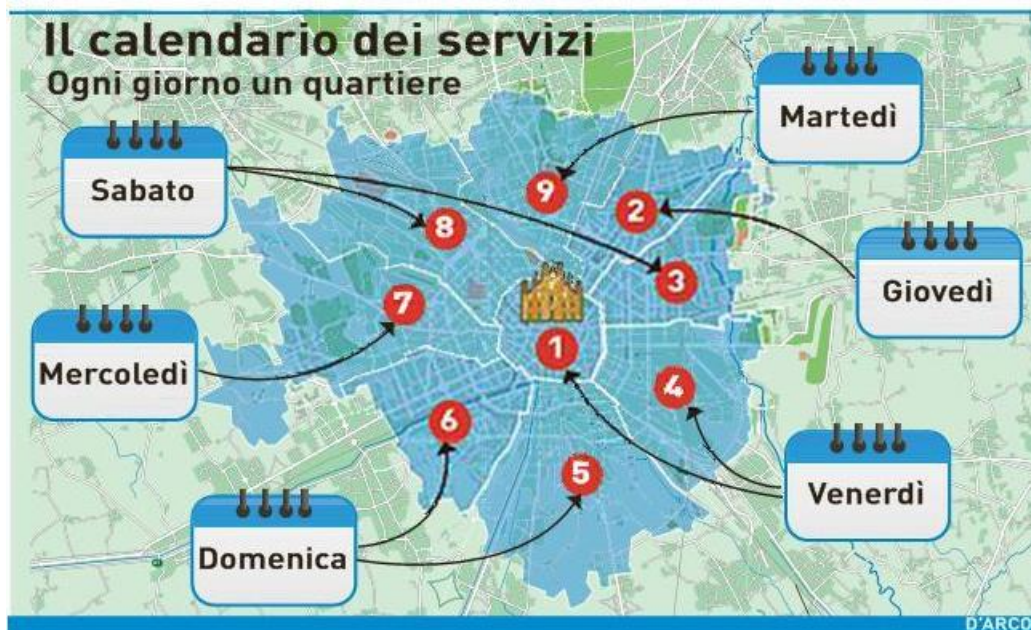 Il calendario dei servizi
Ogni giorno un quartiere
Martedì
Sabato
9
2
8
3
Giovedì
7
Mercoledì
1
4
6
5
Venerdì
Domenica
D'ARCO